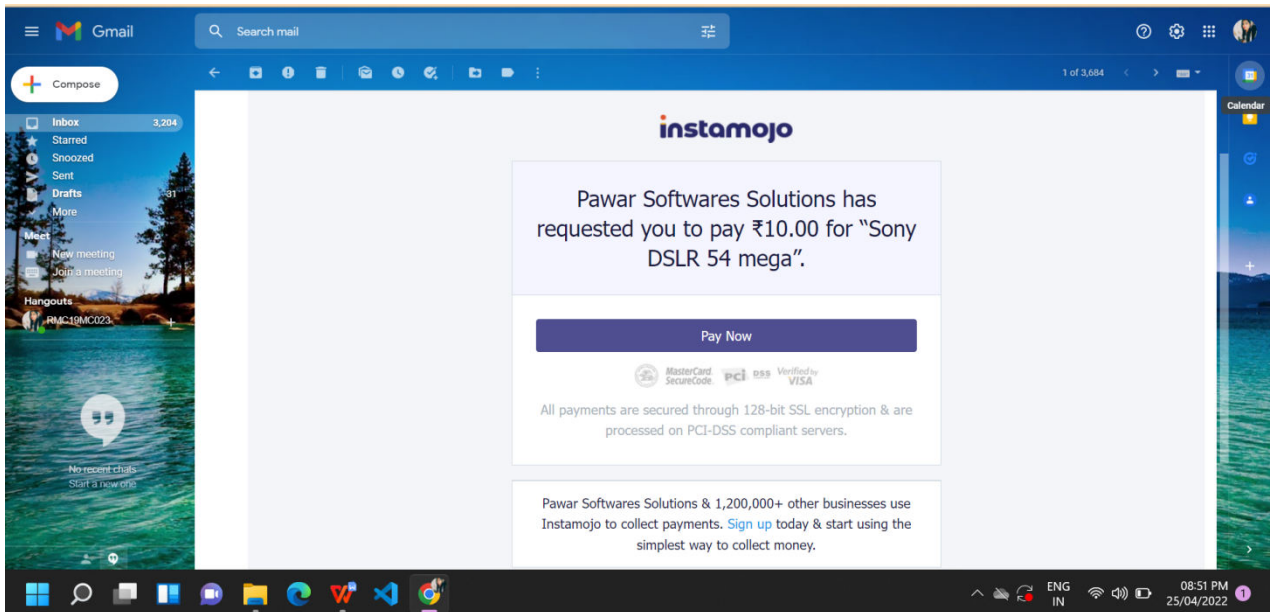 Gmail
Search mail
Compose
1 of 3,684
Calendar
Inbox 3,204
Starred
Snoozed
Sent
Drafts 31
More
Meet
New meeting
Join a meeting
Hangouts
RMC19MC023
No recent chats
Start a new one
instamojo
Pawar Softwares Solutions has
requested you to pay ₹10.00 for “Sony
DSLR 54 mega”.
Pay Now
MasterCard.
SecureCode.
PCI DSS
Verified by
VISA
All payments are secured through 128-bit SSL encryption & are
processed on PCI-DSS compliant servers.
Pawar Softwares Solutions & 1,200,000+ other businesses use
Instamojo to collect payments. Sign up today & start using the
simplest way to collect money.
ENG
IN
08:51 PM
25/04/2022
1